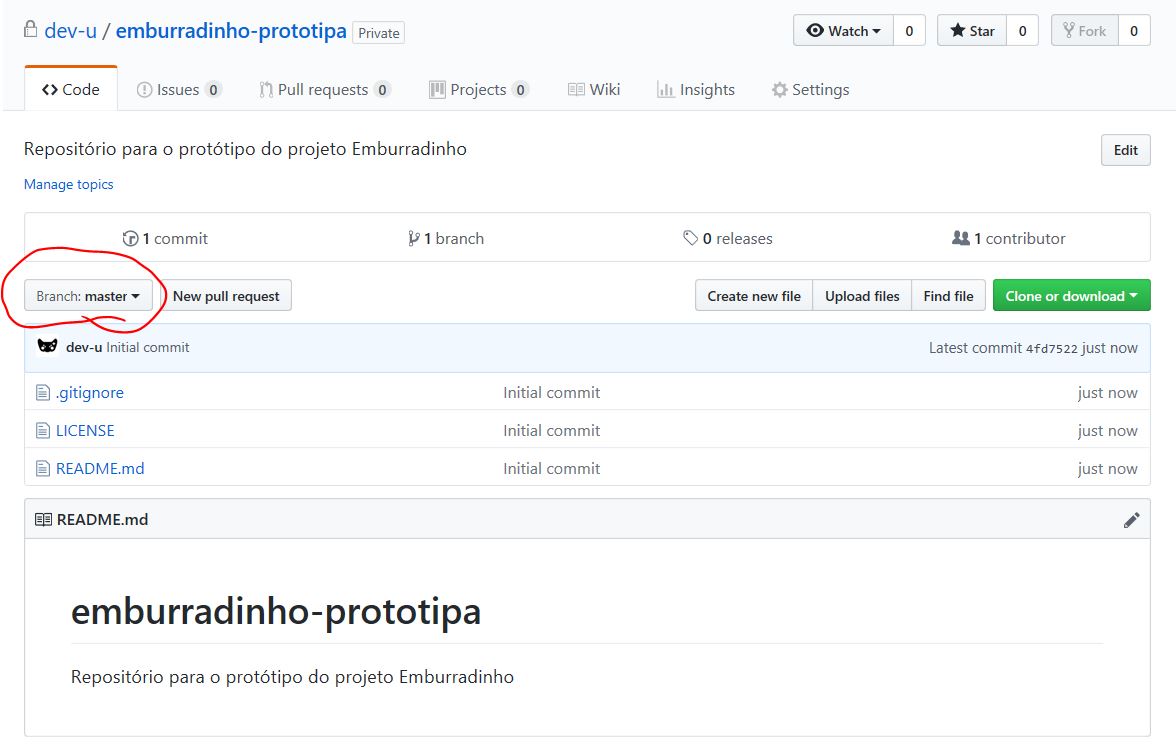 dev-u / emburradinho-prototipa Private Watch 0 Star 0 Fork 0
Code Issues 0 Pull requests 0 Projects 0 Wiki Insights Settings
Repositório para o protótipo do projeto Emburradinho Edit
Manage topics
1 commit 1 branch 0 releases 1 contributor
Branch: master New pull request Create new file Upload files Find file Clone or download
dev-u Initial commit Latest commit 4fd7522 just now
.gitignore Initial commit just now
LICENSE Initial commit just now
README.md Initial commit just now
README.md
emburradinho-prototipa
Repositório para o protótipo do projeto Emburradinho